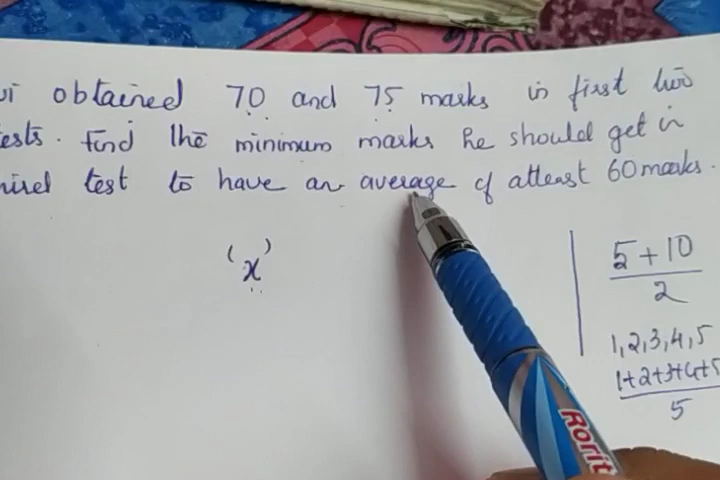 obtained 70 and 75 marks in first two
tests. Find the minimum marks he should get in
test to have an average of atleast 60 marks.
(x)
5+10
2
1,2,3,4,5
1+2+3+4+5
5
Rorit